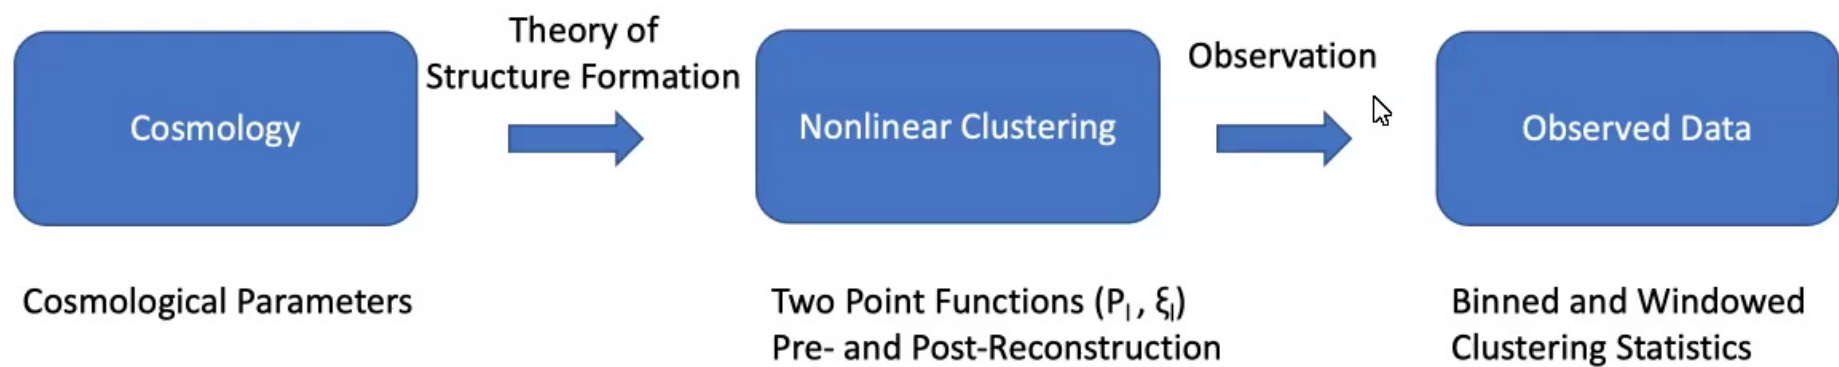 Theory of
Structure Formation
Observation
Cosmology
Nonlinear Clustering
Observed Data
Cosmological Parameters
Two Point Functions (Pₗ, ξₗ)
Pre- and Post-Reconstruction
Binned and Windowed
Clustering Statistics